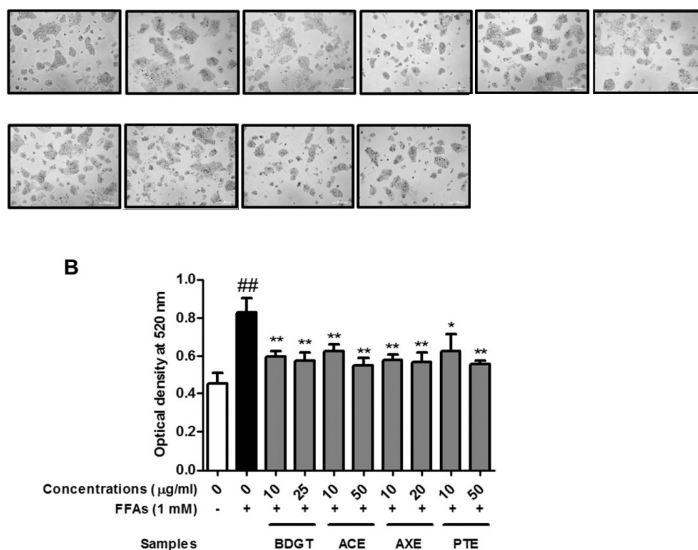 B
##
** ** ** ** ** ** * **
Optical density at 520 nm
1.0
0.8
0.6
0.4
0.2
0.0
Concentrations (µg/ml) 0 0 10 25 10 50 10 20 10 50
FFAs (1 mM) - + + + + + + + + +
Samples BDGT ACE AXE PTE